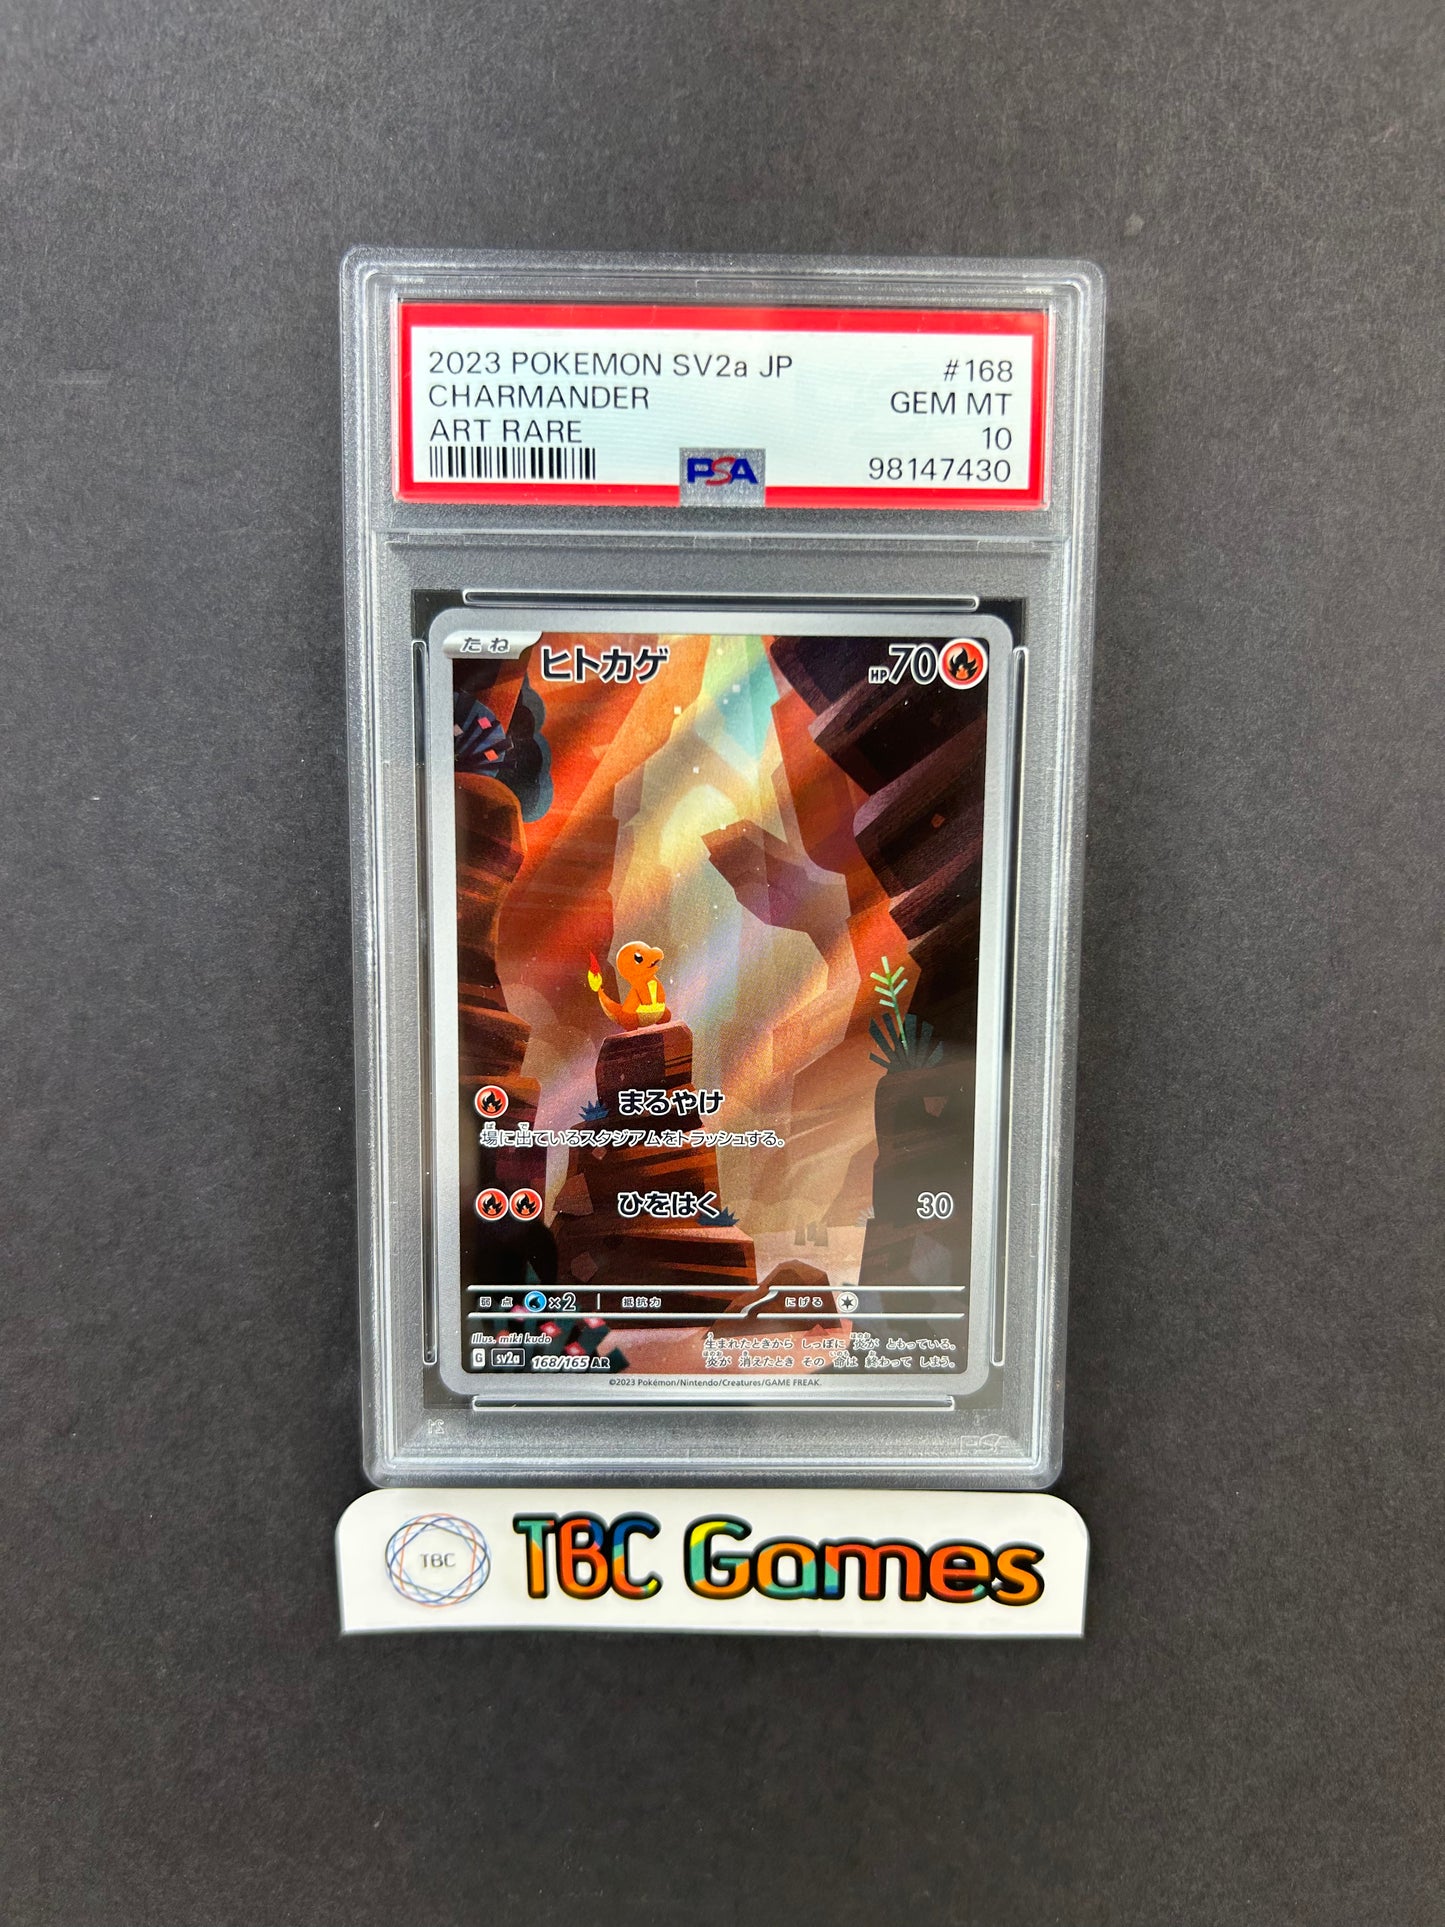 2023 POKEMON SV2a JP #168
CHARMANDER GEM MT
ART RARE 10
PSA 98147430
たね ヒトカゲ HP70
まるやけ
場に出ているスタジアムをトラッシュする。
ひをはく 30
弱点 ×2 抵抗力 にげる
Illus. miki kudo
生まれたときから しっぽに 炎が ともっている。
炎が 消えたとき その 命は 終わって しまう。
G sv2a 168/165 AR
©2023 Pokémon/Nintendo/Creatures/GAME FREAK.
PSA
TBC TBC Games